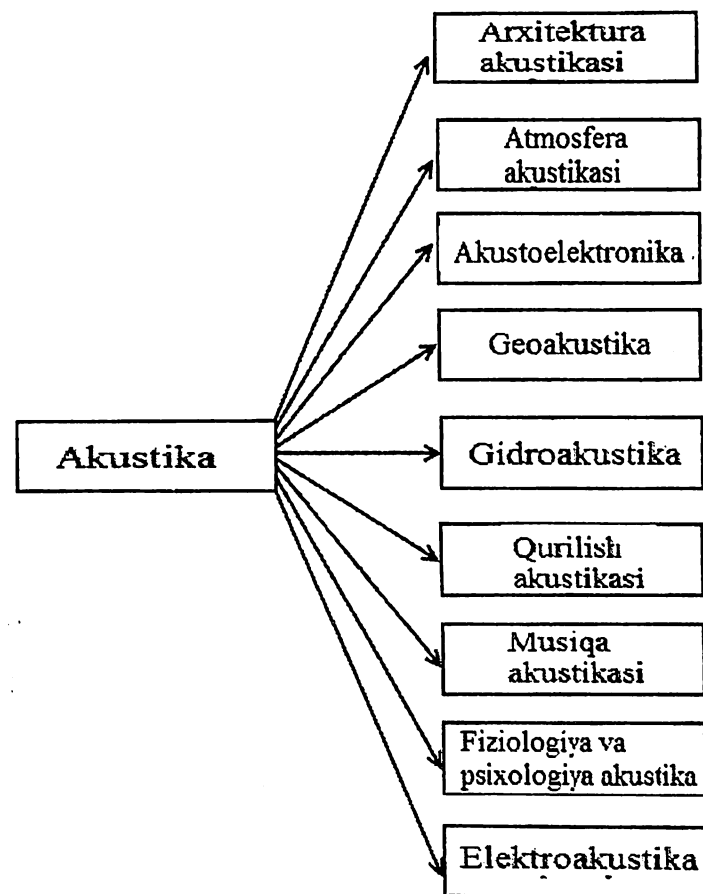 Arxitektura
akustikasi
Atmosfera
akustikasi
Akustoelektronika
Geoakustika
Akustika
Gidroakustika
Qurilish
akustikasi
Musiqa
akustikasi
Fiziologiya va
psixologiya akustika
Elektroakustika